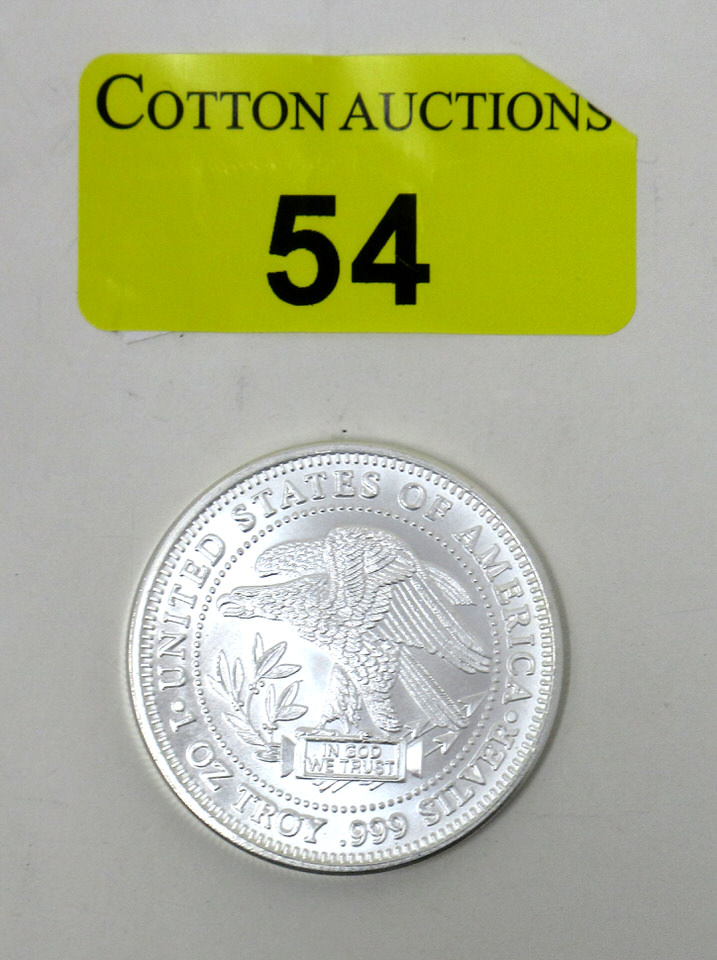 COTTON AUCTIONS
54
UNITED STATES OF AMERICA
IN GOD
WE TRUST
1 OZ TROY .999 SILVER